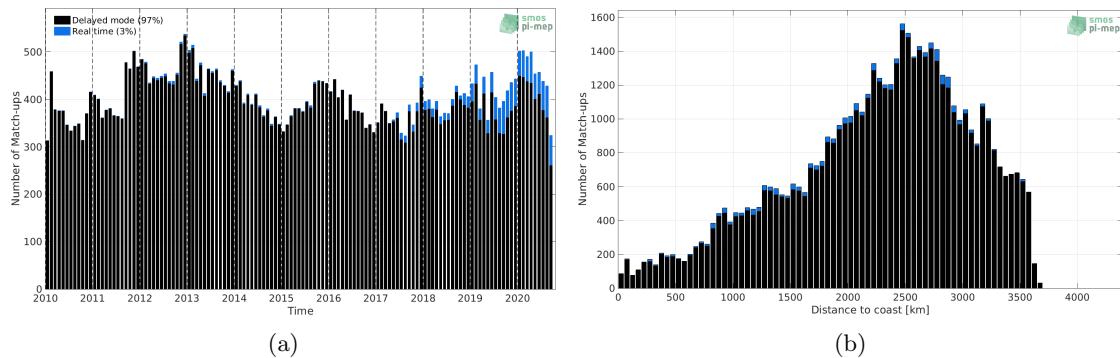 Delayed mode (97%)
Real time (3%)
smos
pi-mep
Number of Match-ups
500
400
300
200
100
0
2010 2011 2012 2013 2014 2015 2016 2017 2018 2019 2020
Time
(a)
smos
pi-mep
Number of Match-ups
1600
1400
1200
1000
800
600
400
200
0
0 500 1000 1500 2000 2500 3000 3500 4000
Distance to coast [km]
(b)